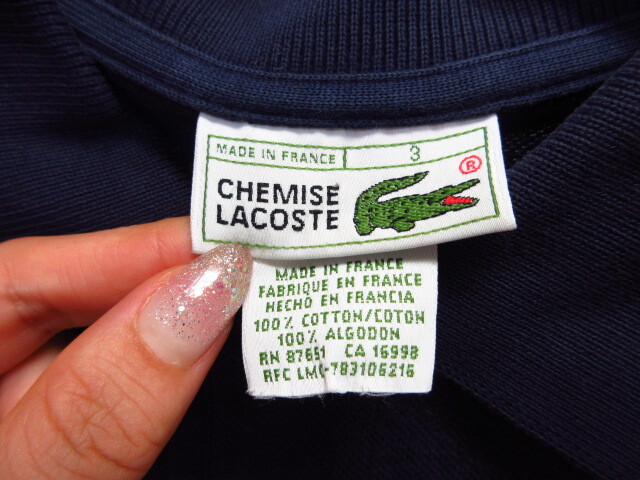 MADE IN FRANCE 3
®
CHEMISE
LACOSTE
MADE IN FRANCE
FABRIQUE EN FRANCE
HECHO EN FRANCIA
100% COTTON/COTON
100% ALGODON
RN 87651 CA 16998
RFC LMC-783106216